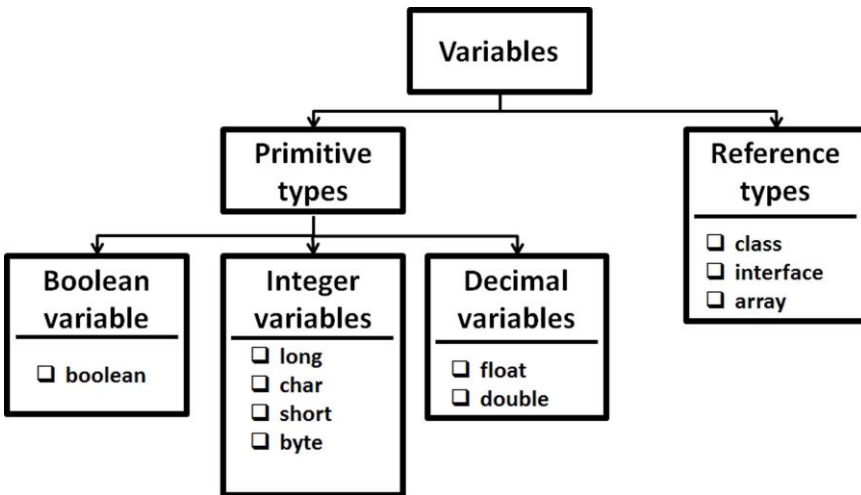 Variables
Primitive
types
Reference
types
❑ class
❑ interface
❑ array
Boolean
variable
❑ boolean
Integer
variables
❑ long
❑ char
❑ short
❑ byte
Decimal
variables
❑ float
❑ double